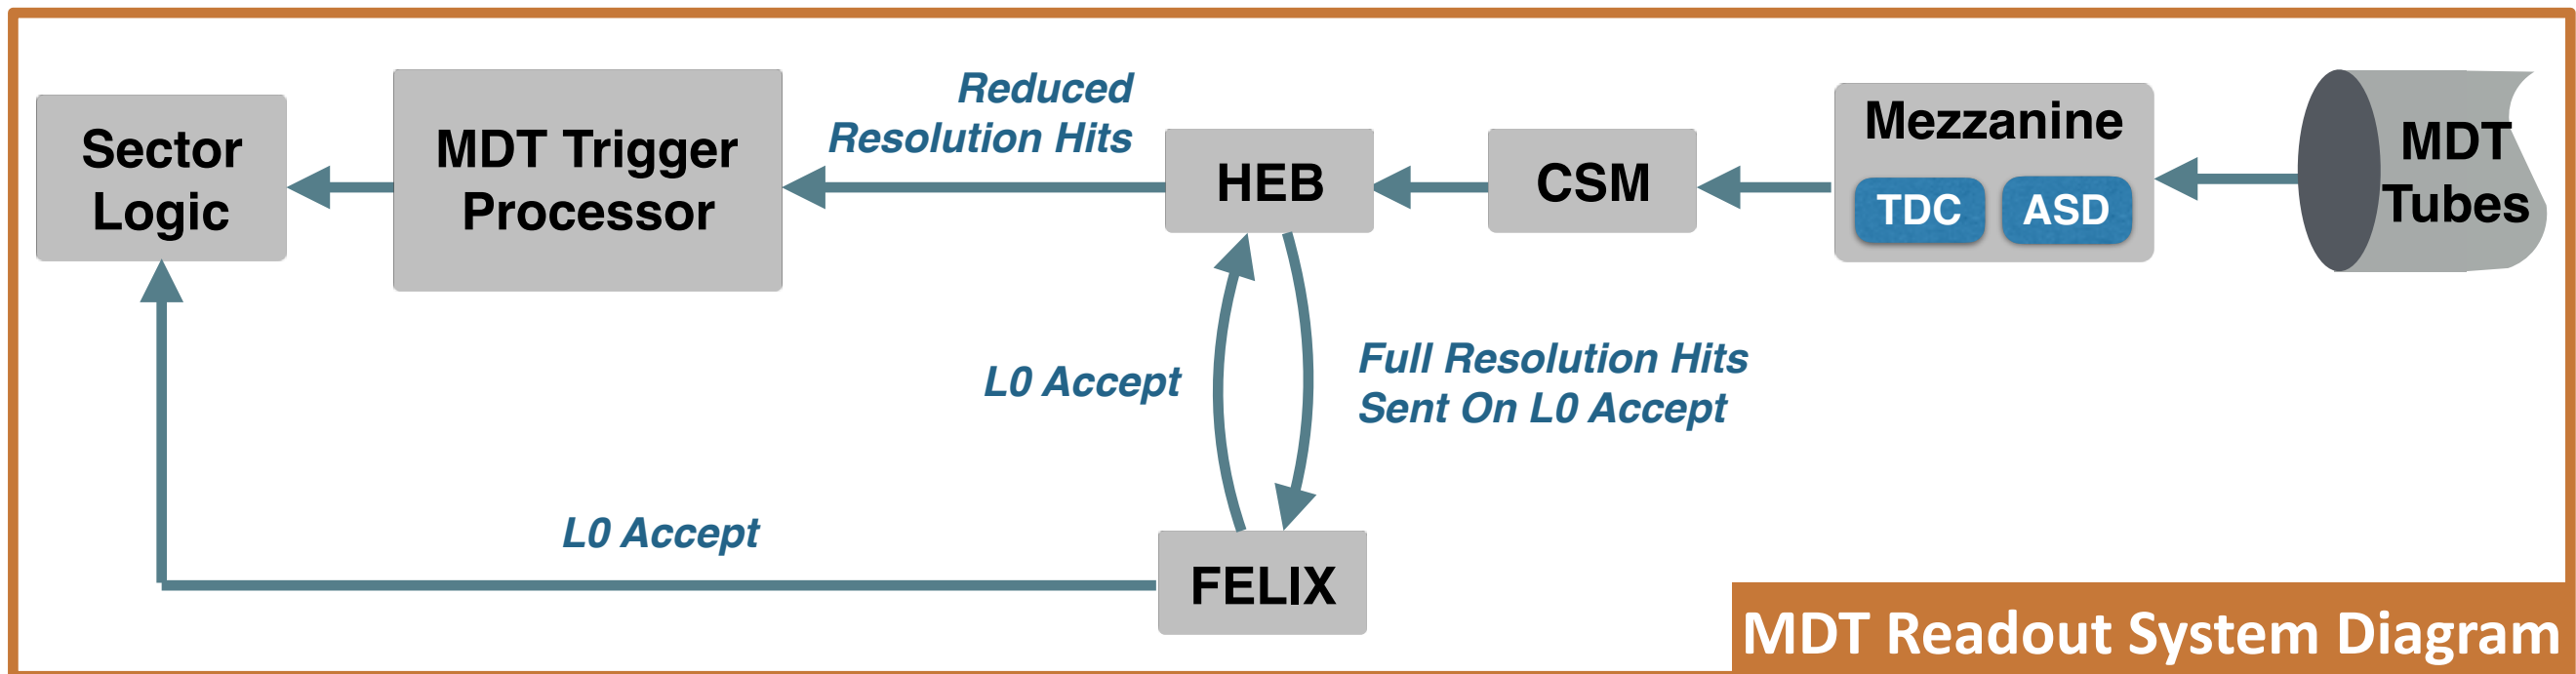 Sector
Logic
MDT Trigger
Processor
Reduced
Resolution Hits
HEB
CSM
Mezzanine
TDC
ASD
MDT
Tubes
L0 Accept
Full Resolution Hits
Sent On L0 Accept
L0 Accept
FELIX
MDT Readout System Diagram